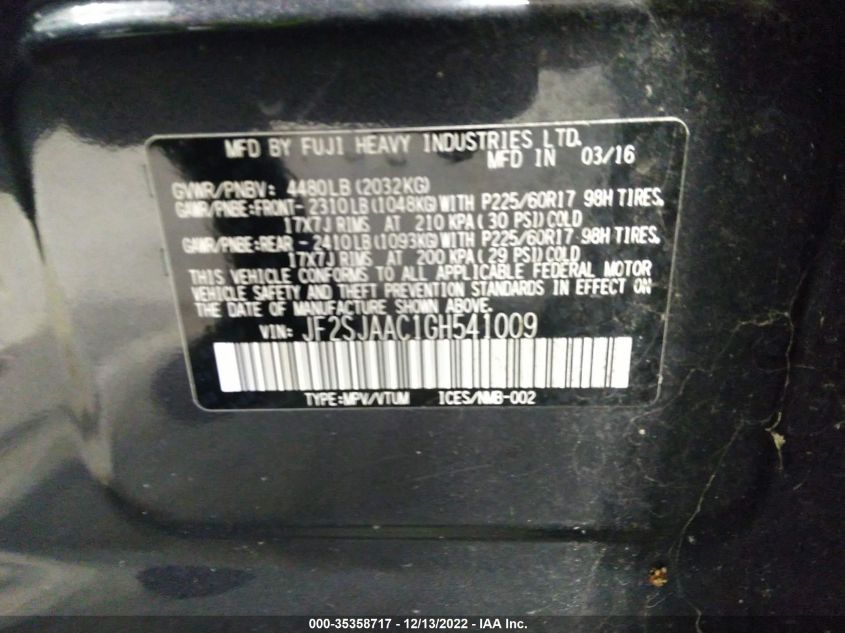 MFD BY FUJI HEAVY INDUSTRIES LTD.
MFD IN 03/16
GVWR/PNBV: 4480LB (2032KG)
GAWR/PNBE:FRONT- 2310LB (1048KG) WITH P225/60R17 98H TIRES,
17X7J RIMS AT 210 KPA( 30 PSI) COLD
GAWR/PNBE:REAR - 2410LB (1093KG) WITH P225/60R17 98H TIRES,
17X7J RIMS AT 200 KPA( 29 PSI) COLD
THIS VEHICLE CONFORMS TO ALL APPLICABLE FEDERAL MOTOR
VEHICLE SAFETY AND THEFT PREVENTION STANDARDS IN EFFECT ON
THE DATE OF MANUFACTURE SHOWN ABOVE.
VIN: JF2SJAAC1GH541009
TYPE:MPV/VTUM ICES/NMB-002
000-35358717 - 12/13/2022 - IAA Inc.